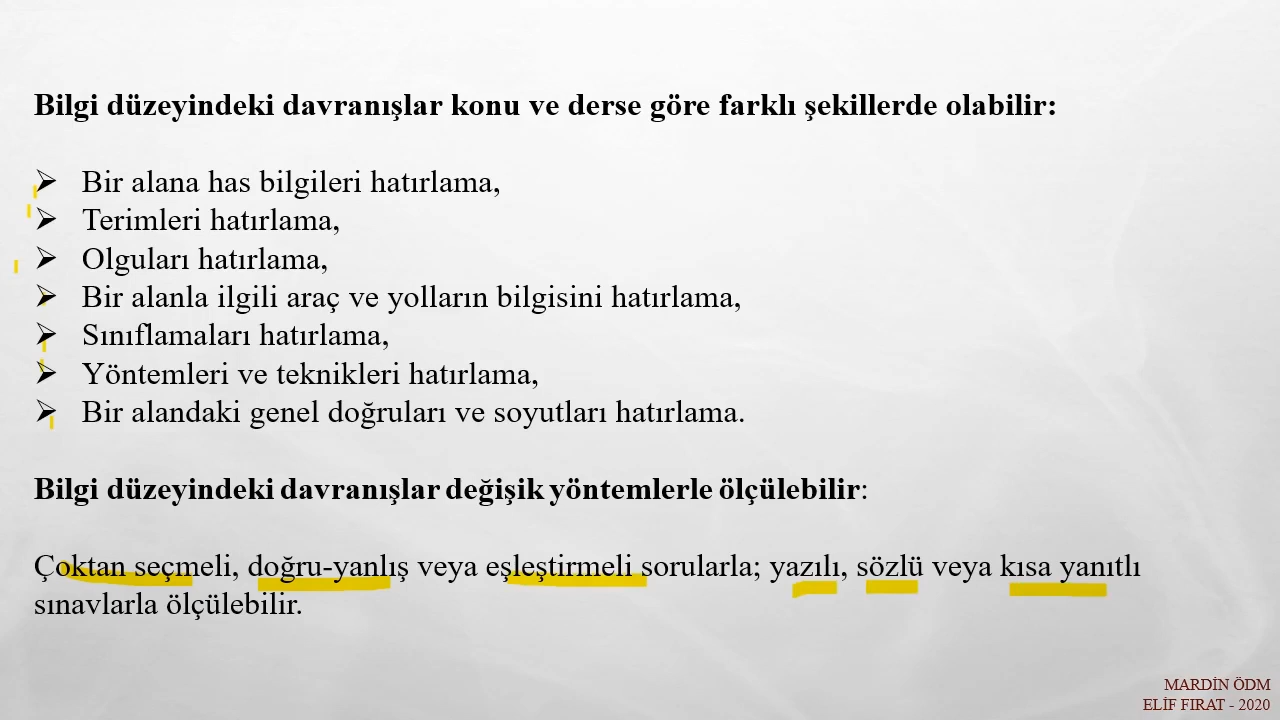 Bilgi düzeyindeki davranışlar konu ve derse göre farklı şekillerde olabilir:
Bir alana has bilgileri hatırlama,
Terimleri hatırlama,
Olguları hatırlama,
Bir alanla ilgili araç ve yolların bilgisini hatırlama,
Sınıflamaları hatırlama,
Yöntemleri ve teknikleri hatırlama,
Bir alandaki genel doğruları ve soyutları hatırlama.
Bilgi düzeyindeki davranışlar değişik yöntemlerle ölçülebilir:
Çoktan seçmeli, doğru-yanlış veya eşleştirmeli sorularla; yazılı, sözlü veya kısa yanıtlı
sınavlarla ölçülebilir.
MARDİN ÖDM
ELİF FIRAT - 2020